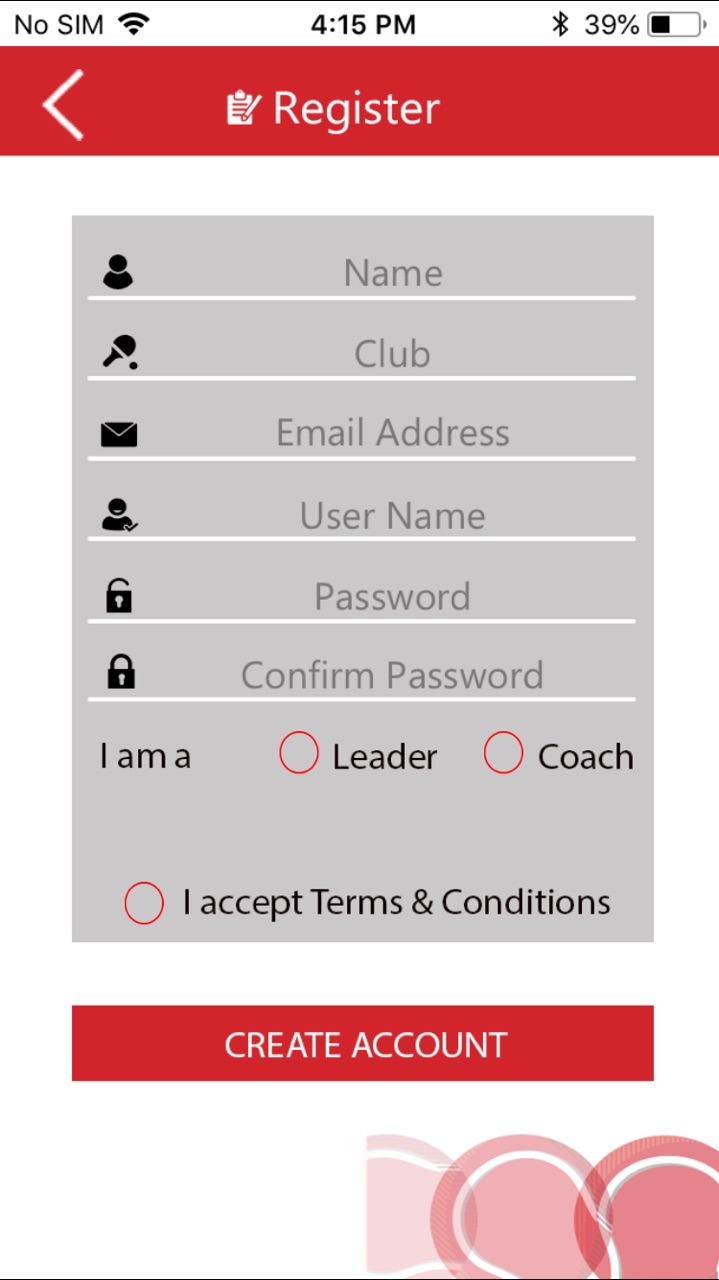 No SIM 4:15 PM 39%
Register
Name
Club
Email Address
User Name
Password
Confirm Password
I am a Leader Coach
I accept Terms & Conditions
CREATE ACCOUNT